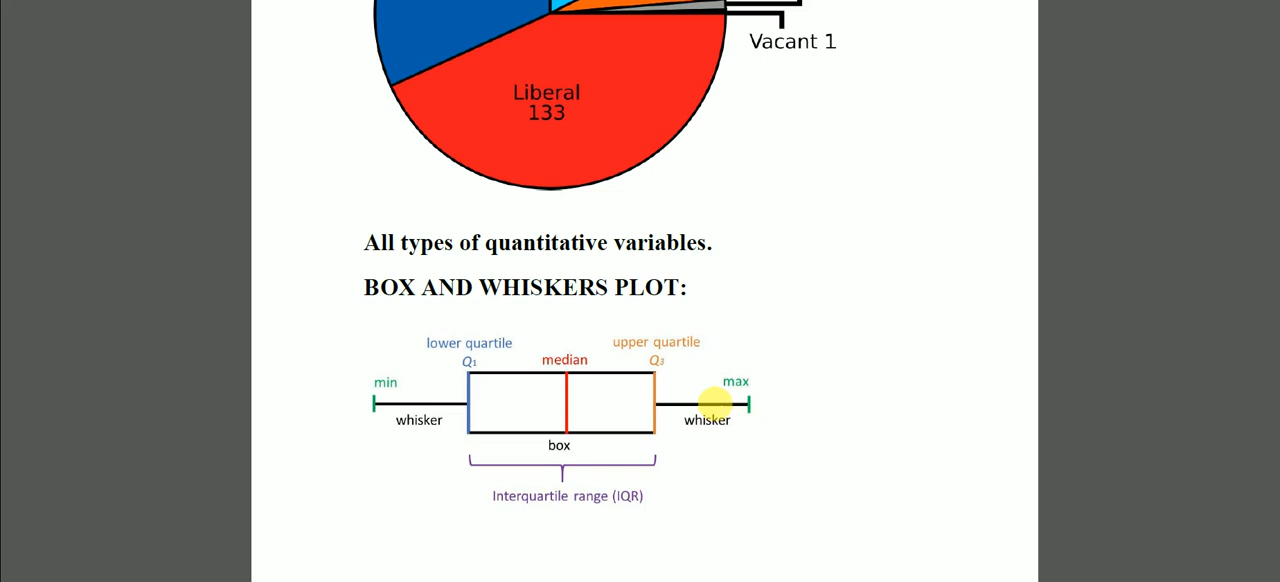 Vacant 1
Liberal
133
All types of quantitative variables.
BOX AND WHISKERS PLOT:
lower quartile
Q1
median
upper quartile
Q3
min
max
whisker
whisker
box
Interquartile range (IQR)